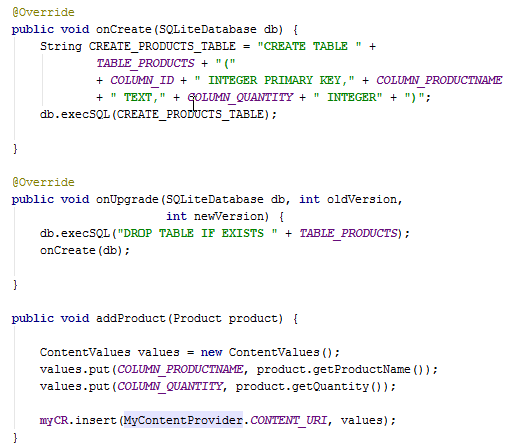 @Override
public void onCreate(SQLiteDatabase db) {
    String CREATE_PRODUCTS_TABLE = "CREATE TABLE " +
            TABLE_PRODUCTS + "("
            + COLUMN_ID + " INTEGER PRIMARY KEY," + COLUMN_PRODUCTNAME
            + " TEXT," + COLUMN_QUANTITY + " INTEGER" + ")";
    db.execSQL(CREATE_PRODUCTS_TABLE);

}

@Override
public void onUpgrade(SQLiteDatabase db, int oldVersion,
                      int newVersion) {
    db.execSQL("DROP TABLE IF EXISTS " + TABLE_PRODUCTS);
    onCreate(db);

}

public void addProduct(Product product) {

    ContentValues values = new ContentValues();
    values.put(COLUMN_PRODUCTNAME, product.getProductName());
    values.put(COLUMN_QUANTITY, product.getQuantity());

    myCR.insert(MyContentProvider.CONTENT_URI, values);
}